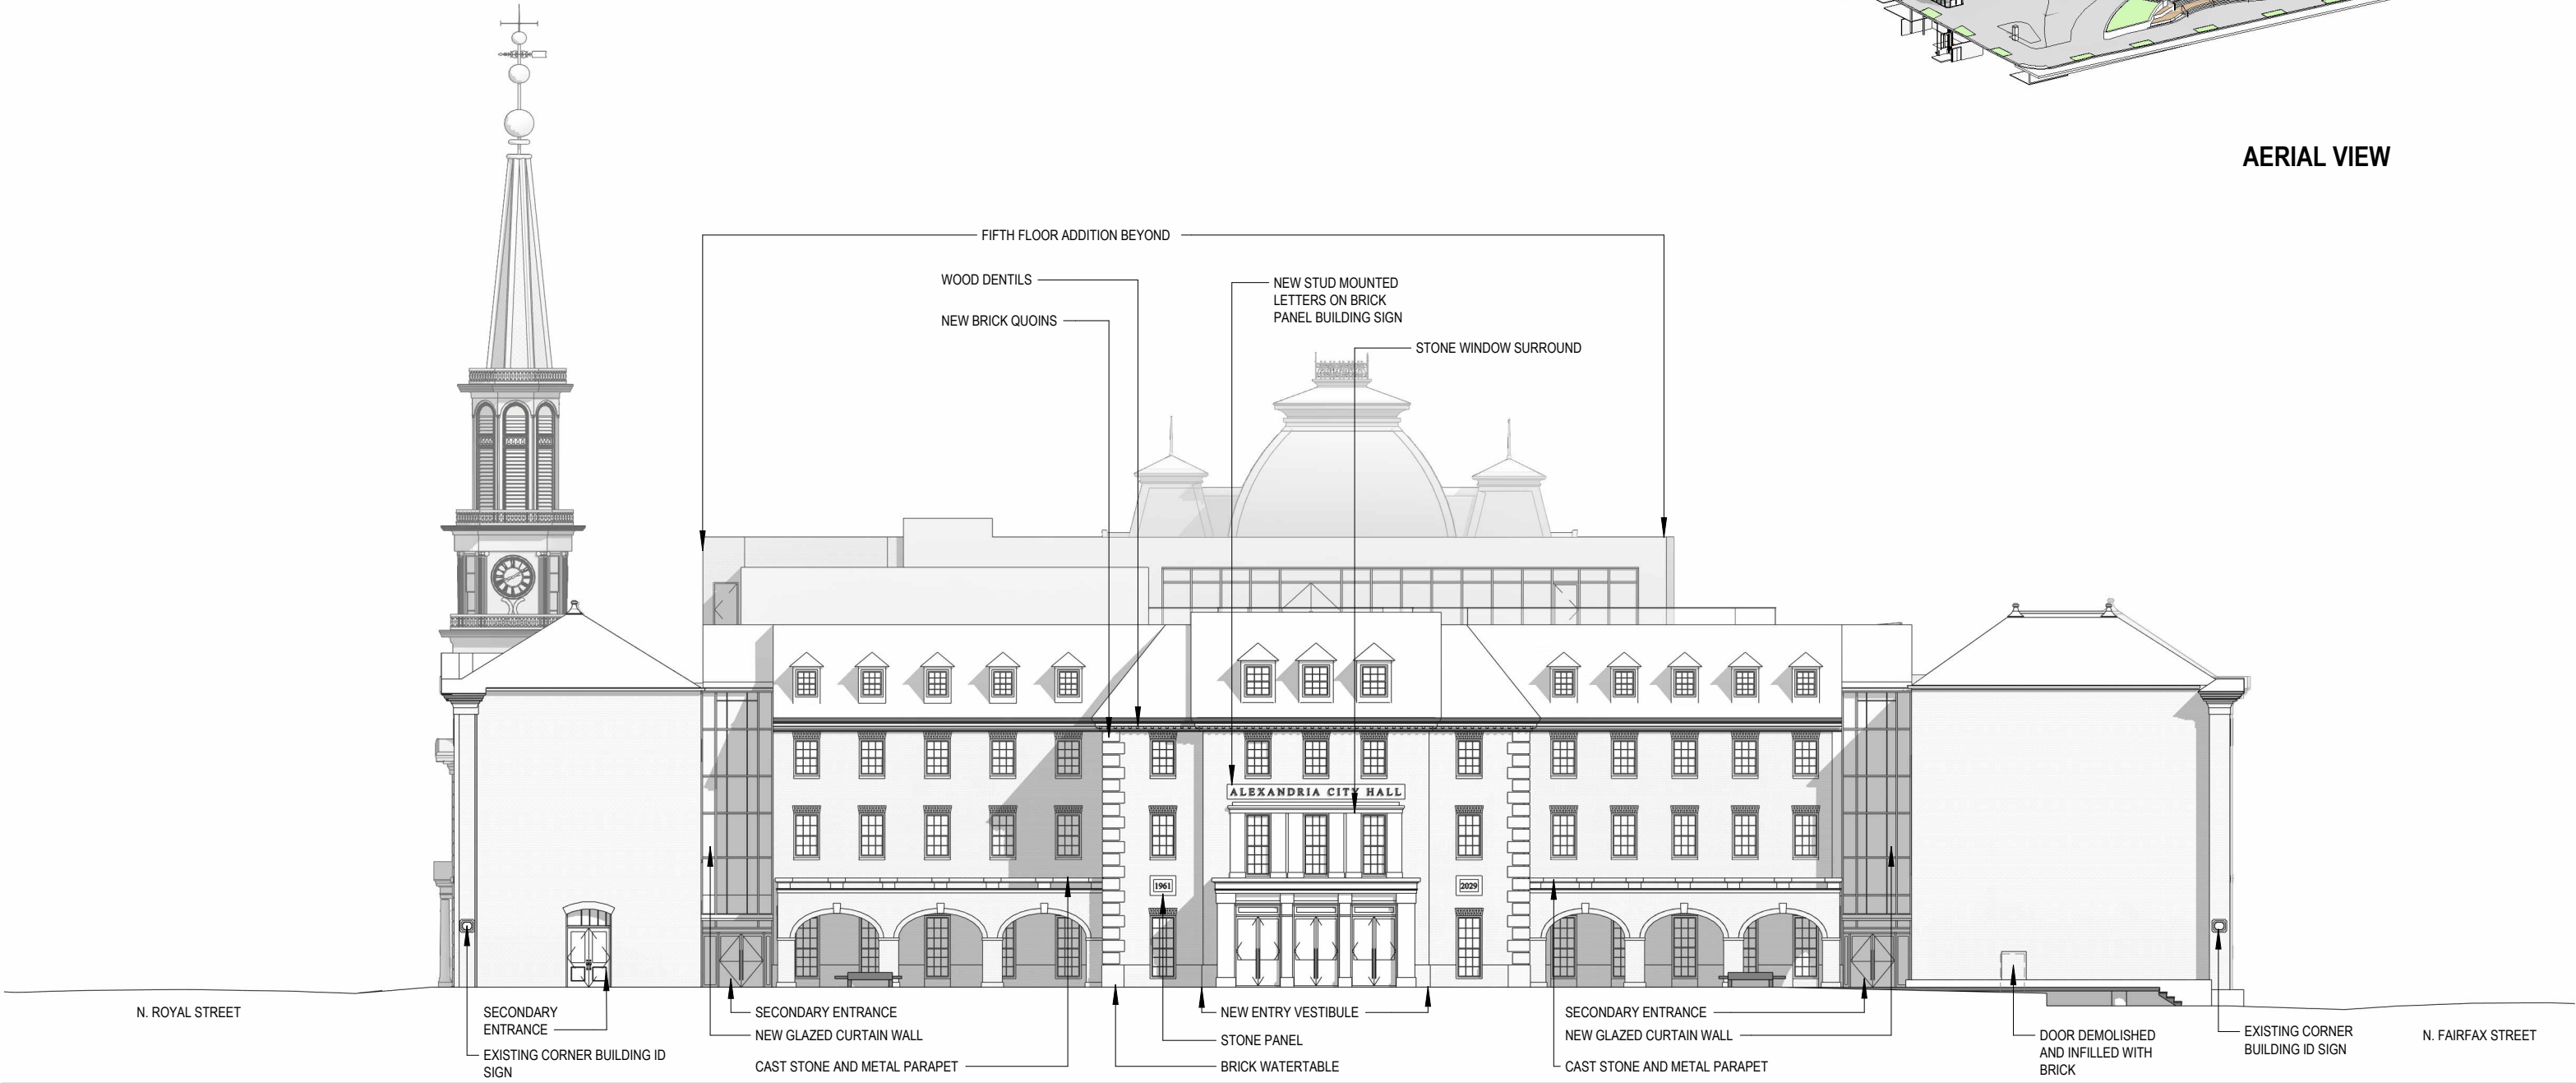 AERIAL VIEW
FIFTH FLOOR ADDITION BEYOND
WOOD DENTILS
NEW STUD MOUNTED
LETTERS ON BRICK
PANEL BUILDING SIGN
NEW BRICK QUOINS
STONE WINDOW SURROUND
ALEXANDRIA CITY HALL
1961
2029
N. ROYAL STREET
SECONDARY
ENTRANCE
EXISTING CORNER BUILDING ID
SIGN
SECONDARY ENTRANCE
NEW GLAZED CURTAIN WALL
CAST STONE AND METAL PARAPET
NEW ENTRY VESTIBULE
STONE PANEL
BRICK WATERTABLE
SECONDARY ENTRANCE
NEW GLAZED CURTAIN WALL
CAST STONE AND METAL PARAPET
DOOR DEMOLISHED
AND INFILLED WITH
BRICK
EXISTING CORNER
BUILDING ID SIGN
N. FAIRFAX STREET